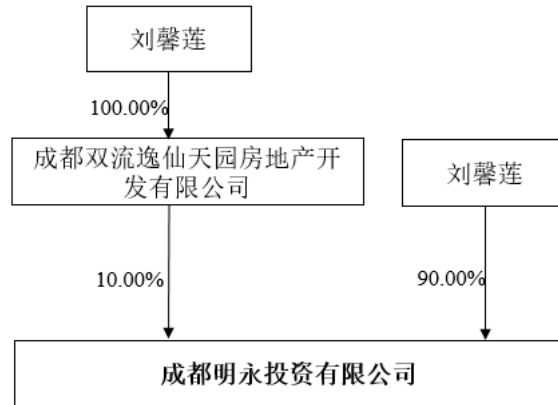 刘馨莲
100.00%
成都双流逸仙天园房地产开
发有限公司
刘馨莲
10.00%
90.00%
成都明永投资有限公司